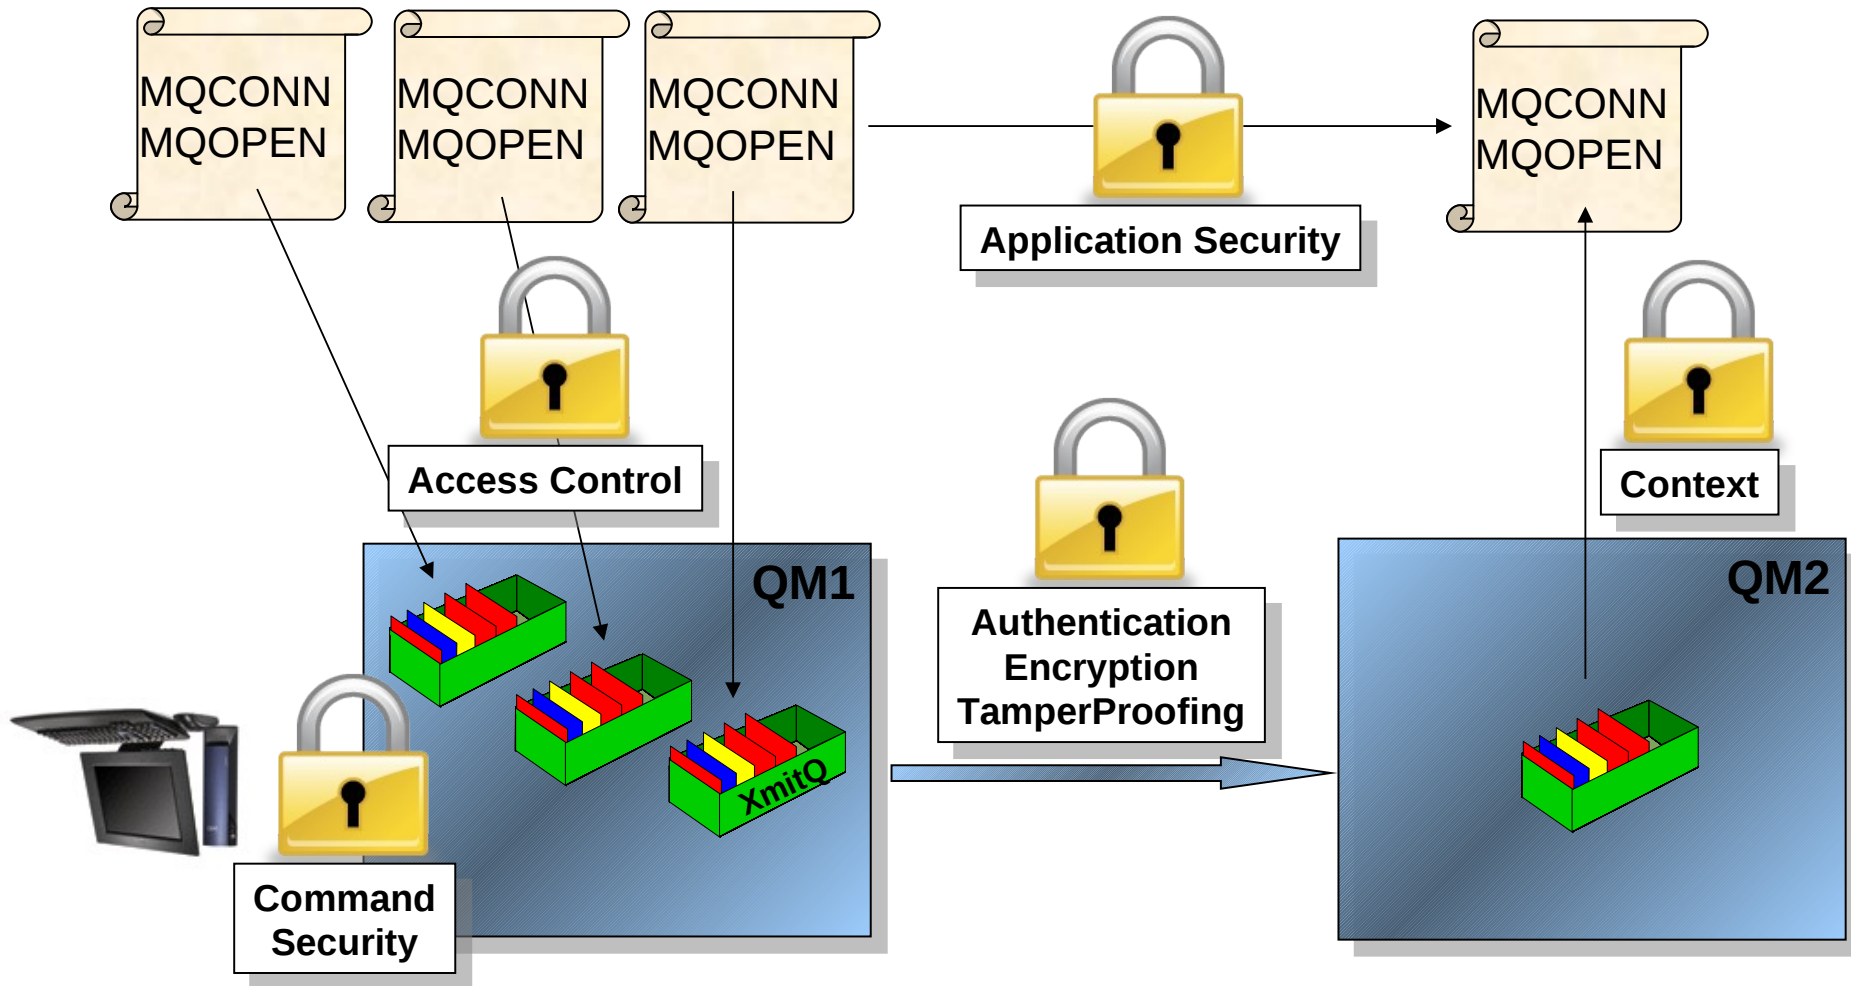 MQCONN
MQOPEN
MQCONN
MQOPEN
MQCONN
MQOPEN
MQCONN
MQOPEN
Application Security
Access Control
Context
QM1
QM2
Authentication
Encryption
TamperProofing
XmitQ
Command
Security